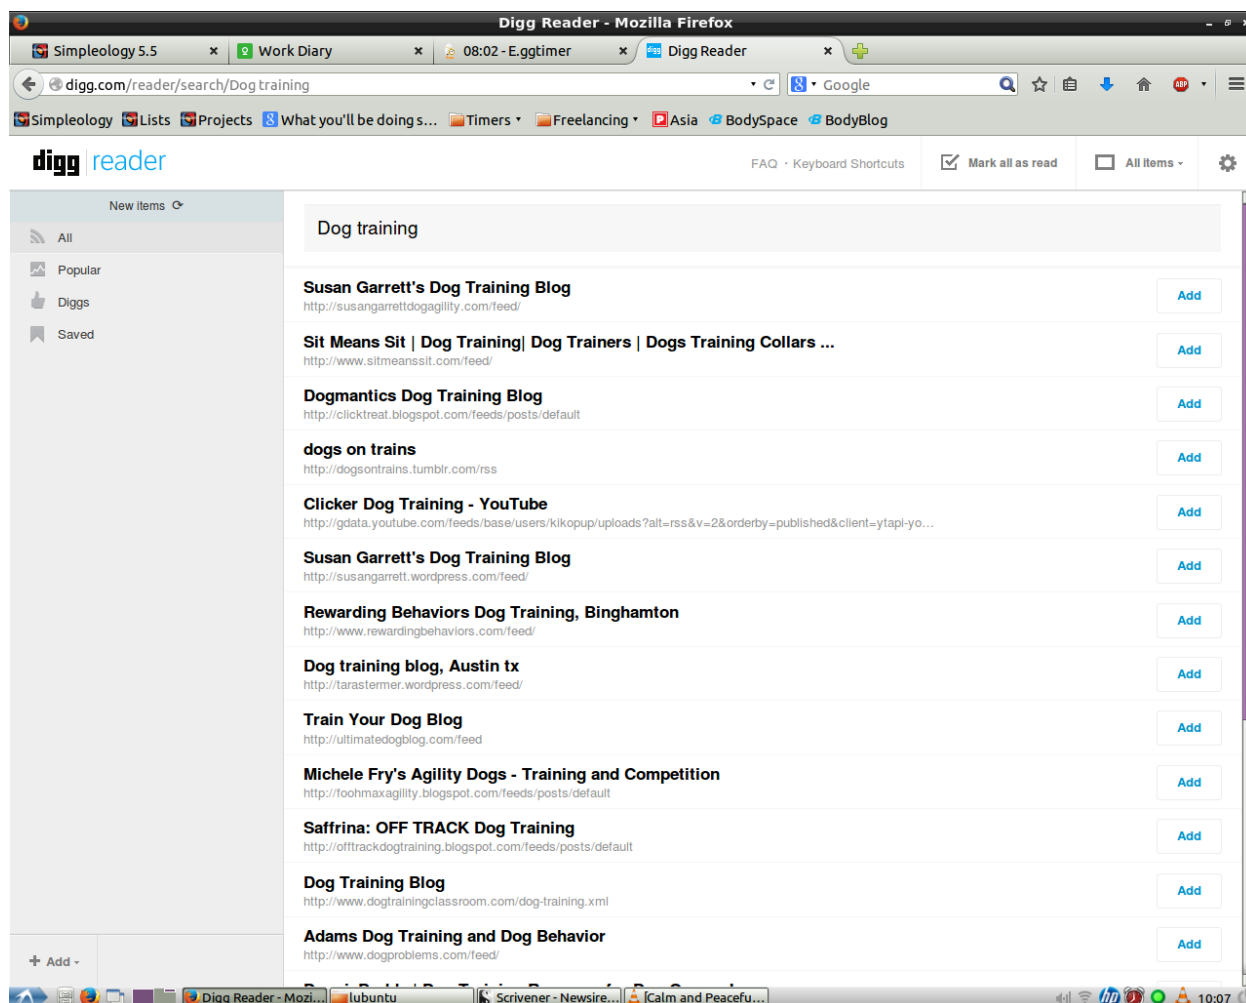 Digg Reader - Mozilla Firefox
Simpleology 5.5
Work Diary
08:02 - E.ggtimer
Digg Reader
digg.com/reader/search/Dog training
Google
ABP
Simpleology
Lists
Projects
What you'll be doing s...
Timers
Freelancing
Asia
BodySpace
BodyBlog
digg reader
FAQ · Keyboard Shortcuts
Mark all as read
All items
New items
All
Popular
Diggs
Saved
Dog training
Susan Garrett's Dog Training Blog
http://susangarrettdogagility.com/feed/
Add
Sit Means Sit | Dog Training| Dog Trainers | Dogs Training Collars ...
http://www.sitmeanssit.com/feed/
Add
Dogmantics Dog Training Blog
http://clicktreat.blogspot.com/feeds/posts/default
Add
dogs on trains
http://dogsontrains.tumblr.com/rss
Add
Clicker Dog Training - YouTube
http://gdata.youtube.com/feeds/base/users/kikopup/uploads?alt=rss&v=2&orderby=published&client=ytapi-yo...
Add
Susan Garrett's Dog Training Blog
http://susangarrett.wordpress.com/feed/
Add
Rewarding Behaviors Dog Training, Binghamton
http://www.rewardingbehaviors.com/feed/
Add
Dog training blog, Austin tx
http://tarastermer.wordpress.com/feed/
Add
Train Your Dog Blog
http://ultimatedogblog.com/feed
Add
Michele Fry's Agility Dogs - Training and Competition
http://foohmaxagility.blogspot.com/feeds/posts/default
Add
Saffrina: OFF TRACK Dog Training
http://offtrackdogtraining.blogspot.com/feeds/posts/default
Add
Dog Training Blog
http://www.dogtrainingclassroom.com/dog-training.xml
Add
Adams Dog Training and Dog Behavior
http://www.dogproblems.com/feed/
Add
+ Add
Digg Reader - Mozi...
lubuntu
Scrivener - Newsire...
[Calm and Peacefu...
hp
10:07